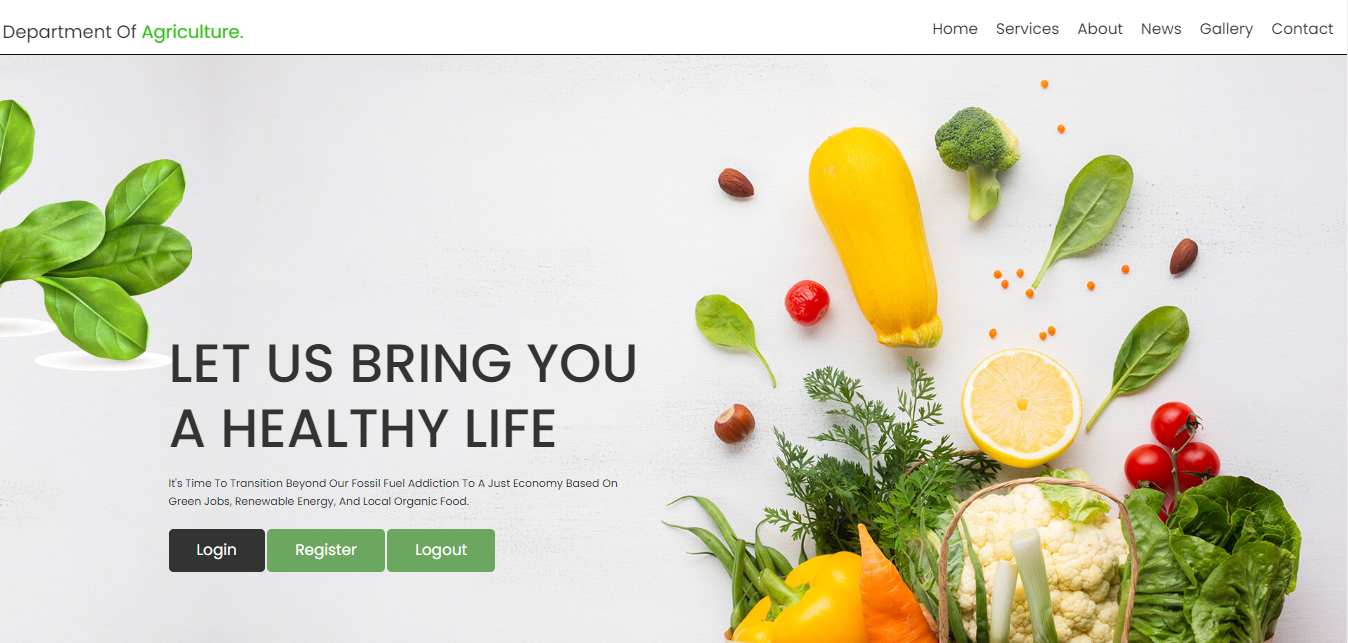 Department Of Agriculture.
Home Services About News Gallery Contact
LET US BRING YOU
A HEALTHY LIFE
It's Time To Transition Beyond Our Fossil Fuel Addiction To A Just Economy Based On
Green Jobs, Renewable Energy, And Local Organic Food.
Login Register Logout